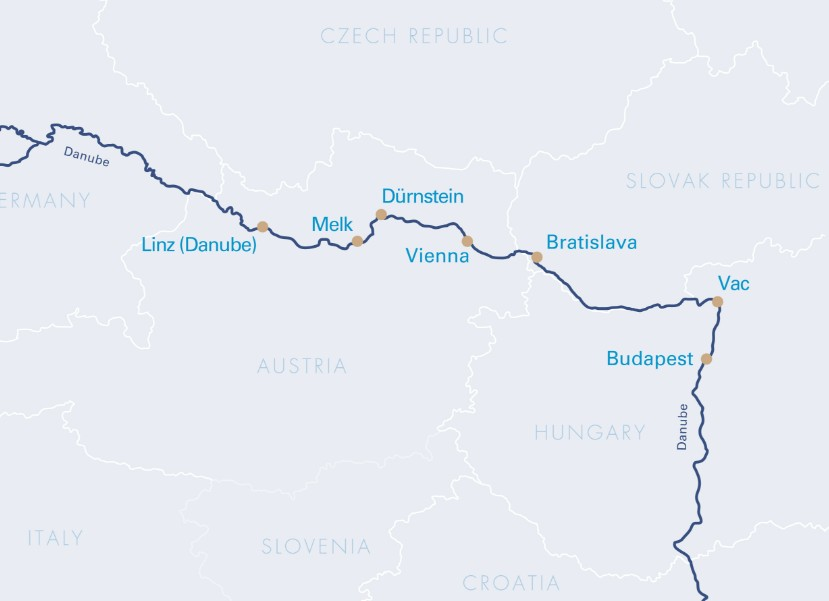 CZECH REPUBLIC
Danube
ERMANY
SLOVAK REPUBLIC
Dürnstein
Melk
Linz (Danube)
Vienna
Bratislava
Vac
Budapest
AUSTRIA
Danube
HUNGARY
ITALY
SLOVENIA
CROATIA